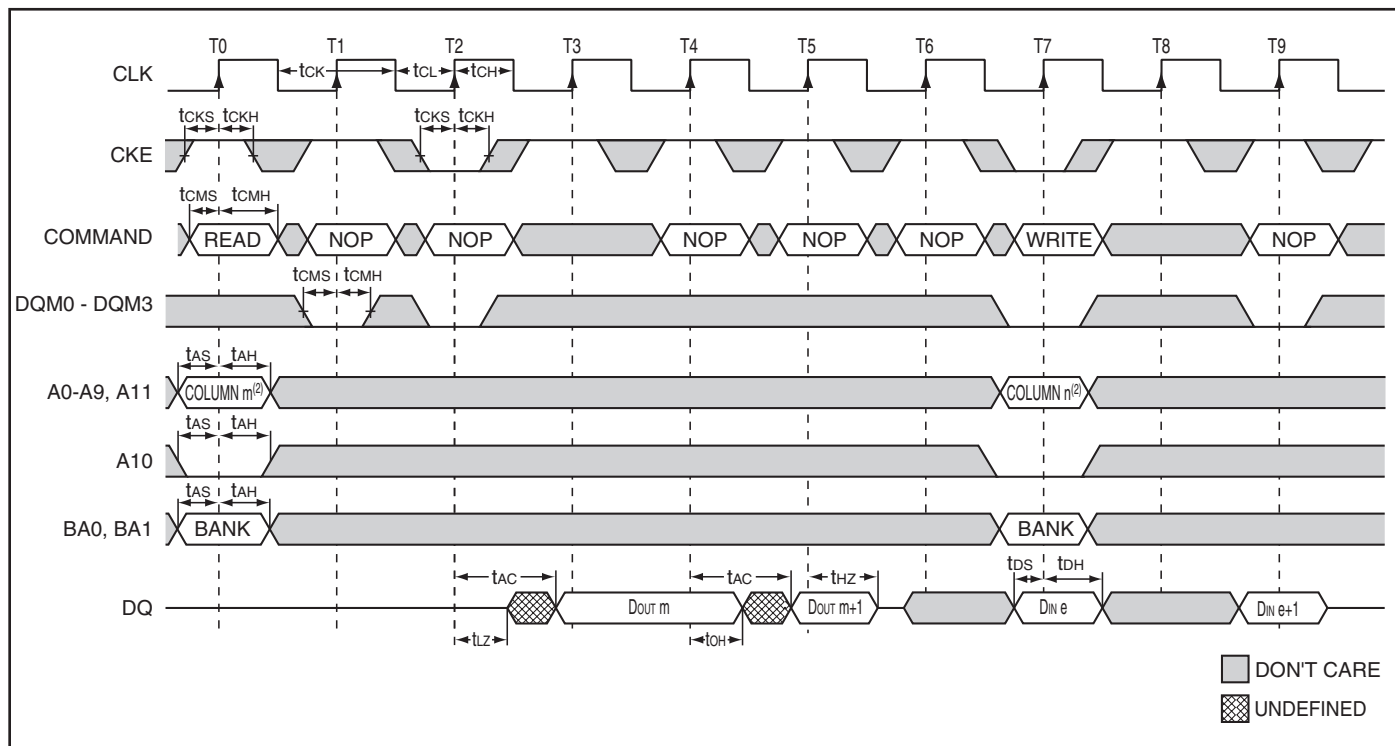 T0 T1 T2 T3 T4 T5 T6 T7 T8 T9
CLK tCK tCL tCH
tCKS tCKH tCKS tCKH
CKE
tCMS tCMH
COMMAND READ NOP NOP NOP NOP NOP WRITE NOP
tCMS tCMH
DQM0 - DQM3
tAS tAH
A0-A9, A11 COLUMN m(2) COLUMN n(2)
tAS tAH
A10
tAS tAH
BA0, BA1 BANK BANK
tAC tAC tHZ tDS tDH
DQ DOUT m DOUT m+1 DIN e DIN e+1
tLZ tOH
DON'T CARE
UNDEFINED